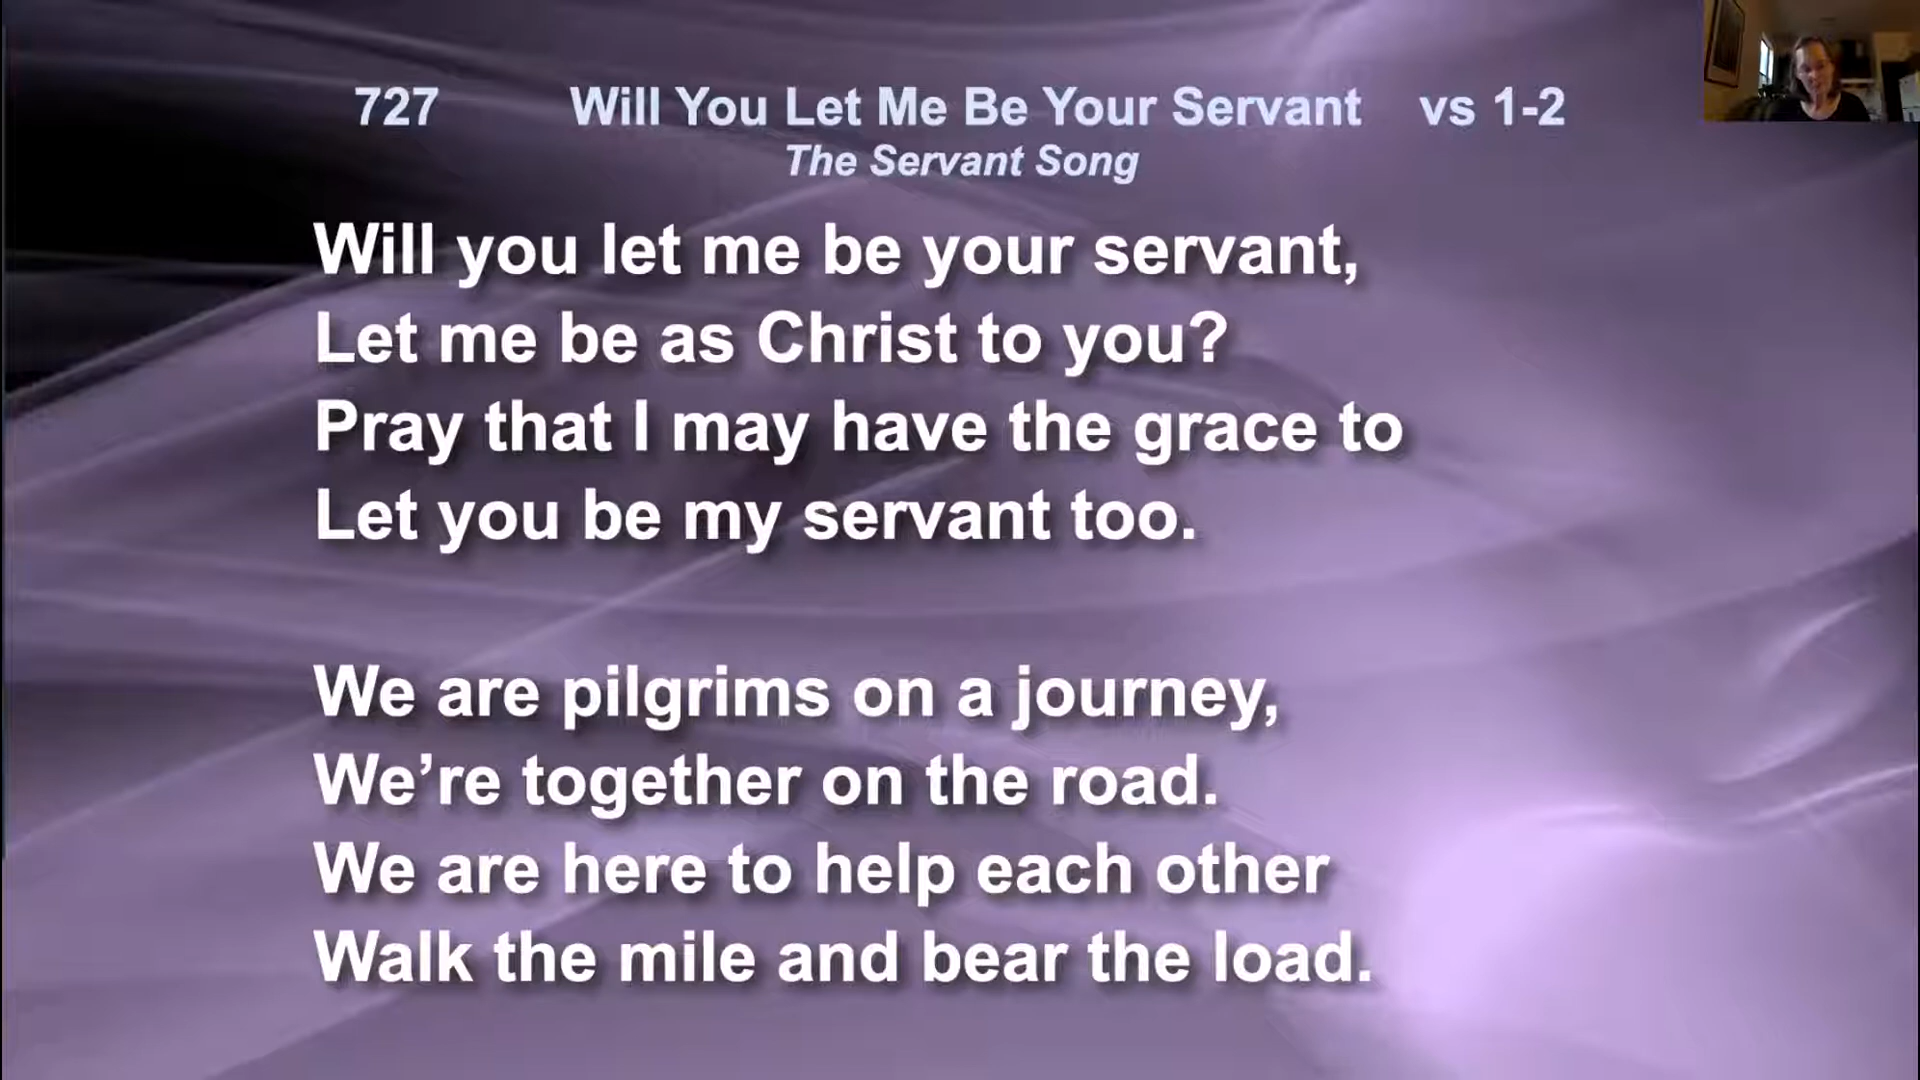 727 Will You Let Me Be Your Servant vs 1-2
The Servant Song
Will you let me be your servant,
Let me be as Christ to you?
Pray that I may have the grace to
Let you be my servant too.
We are pilgrims on a journey,
We’re together on the road.
We are here to help each other
Walk the mile and bear the load.